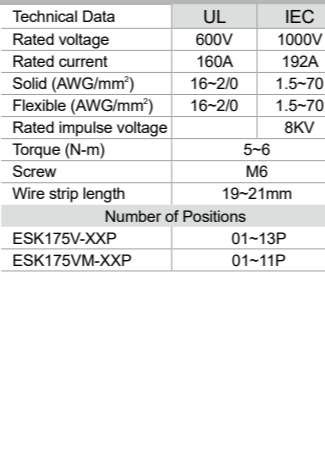 Technical Data UL IEC
Rated voltage 600V 1000V
Rated current 160A 192A
Solid (AWG/mm²) 16~2/0 1.5~70
Flexible (AWG/mm²) 16~2/0 1.5~70
Rated impulse voltage 8KV
Torque (N-m) 5~6
Screw M6
Wire strip length 19~21mm
Number of Positions
ESK175V-XXP 01~13P
ESK175VM-XXP 01~11P